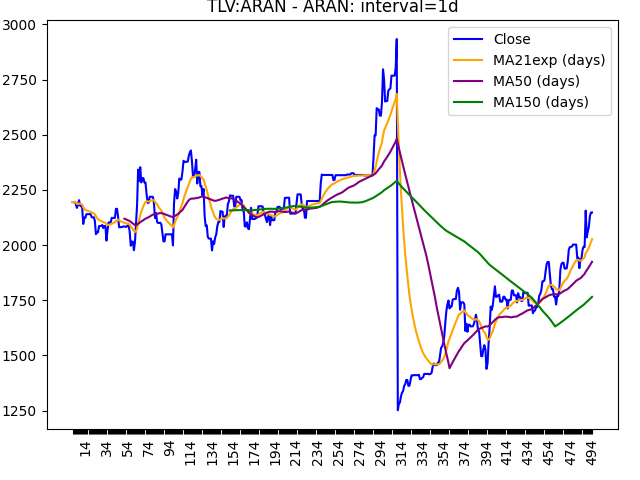 TLV:ARAN - ARAN: interval=1d
Close
MA21exp (days)
MA50 (days)
MA150 (days)
3000
2750
2500
2250
2000
1750
1500
1250
14 34 54 74 94 114 134 154 174 194 214 234 254 274 294 314 334 354 374 394 414 434 454 474 494